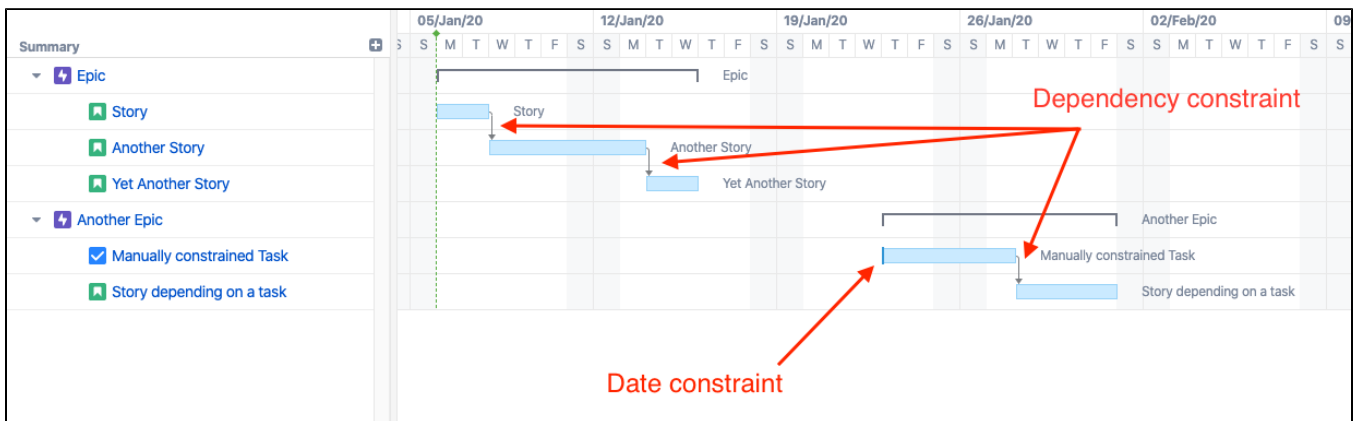 05/Jan/20 12/Jan/20 19/Jan/20 26/Jan/20 02/Feb/20 09
Summary
S S M T W T F S S M T W T F S S M T W T F S S M T W T F S S M T W T F S S
Epic
Epic
Story
Story
Dependency constraint
Another Story
Another Story
Yet Another Story
Yet Another Story
Another Epic
Another Epic
Manually constrained Task
Manually constrained Task
Story depending on a task
Story depending on a task
Date constraint